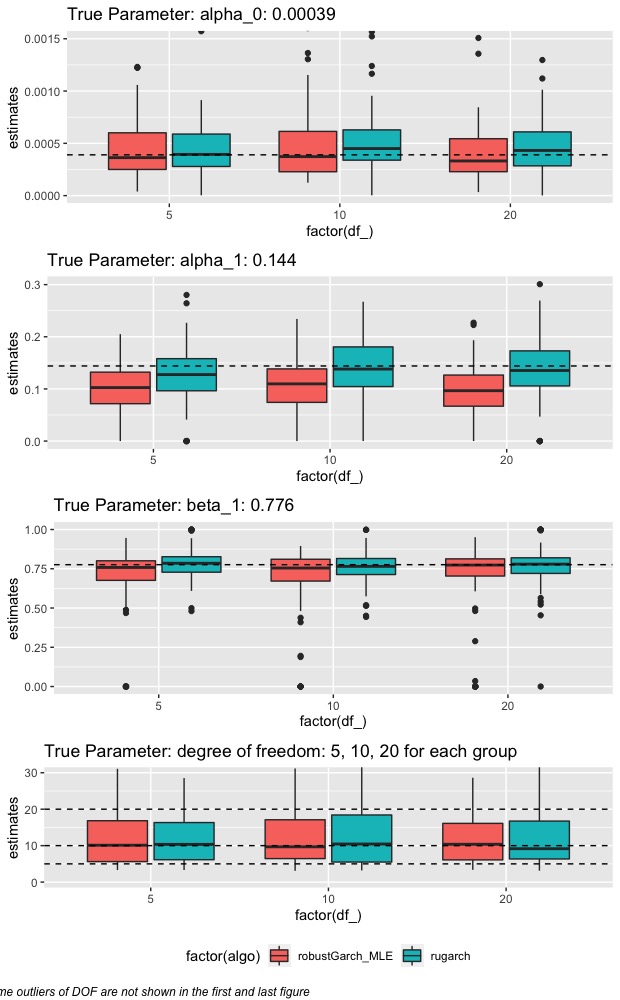 True Parameter: alpha_0: 0.00039
0.0015
0.0010
0.0005
0.0000
estimates
5 10 20
factor(df_)
True Parameter: alpha_1: 0.144
0.3
0.2
0.1
0.0
estimates
5 10 20
factor(df_)
True Parameter: beta_1: 0.776
1.00
0.75
0.50
0.25
0.00
estimates
5 10 20
factor(df_)
True Parameter: degree of freedom: 5, 10, 20 for each group
30
20
10
0
estimates
5 10 20
factor(df_)
factor(algo) robustGarch_MLE rugarch
me outliers of DOF are not shown in the first and last figure